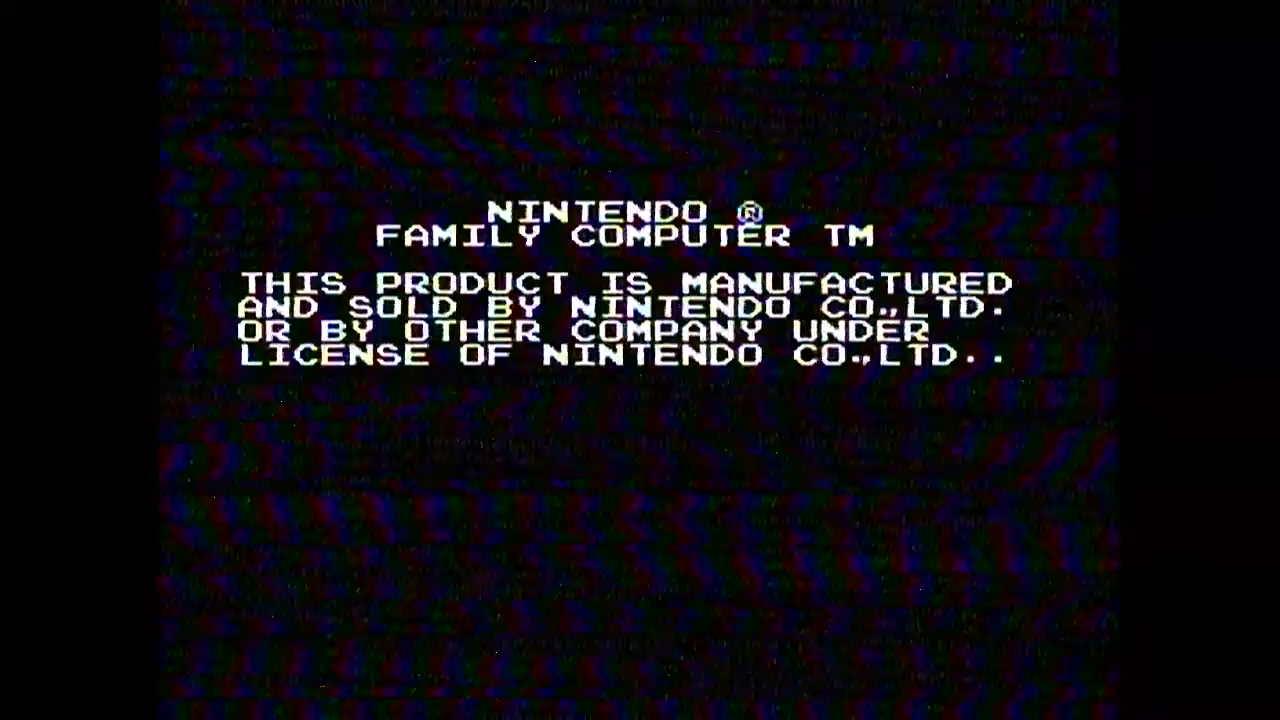 NINTENDO ®
FAMILY COMPUTER TM
THIS PRODUCT IS MANUFACTURED
AND SOLD BY NINTENDO CO.,LTD.
OR BY OTHER COMPANY UNDER
LICENSE OF NINTENDO CO.,LTD..